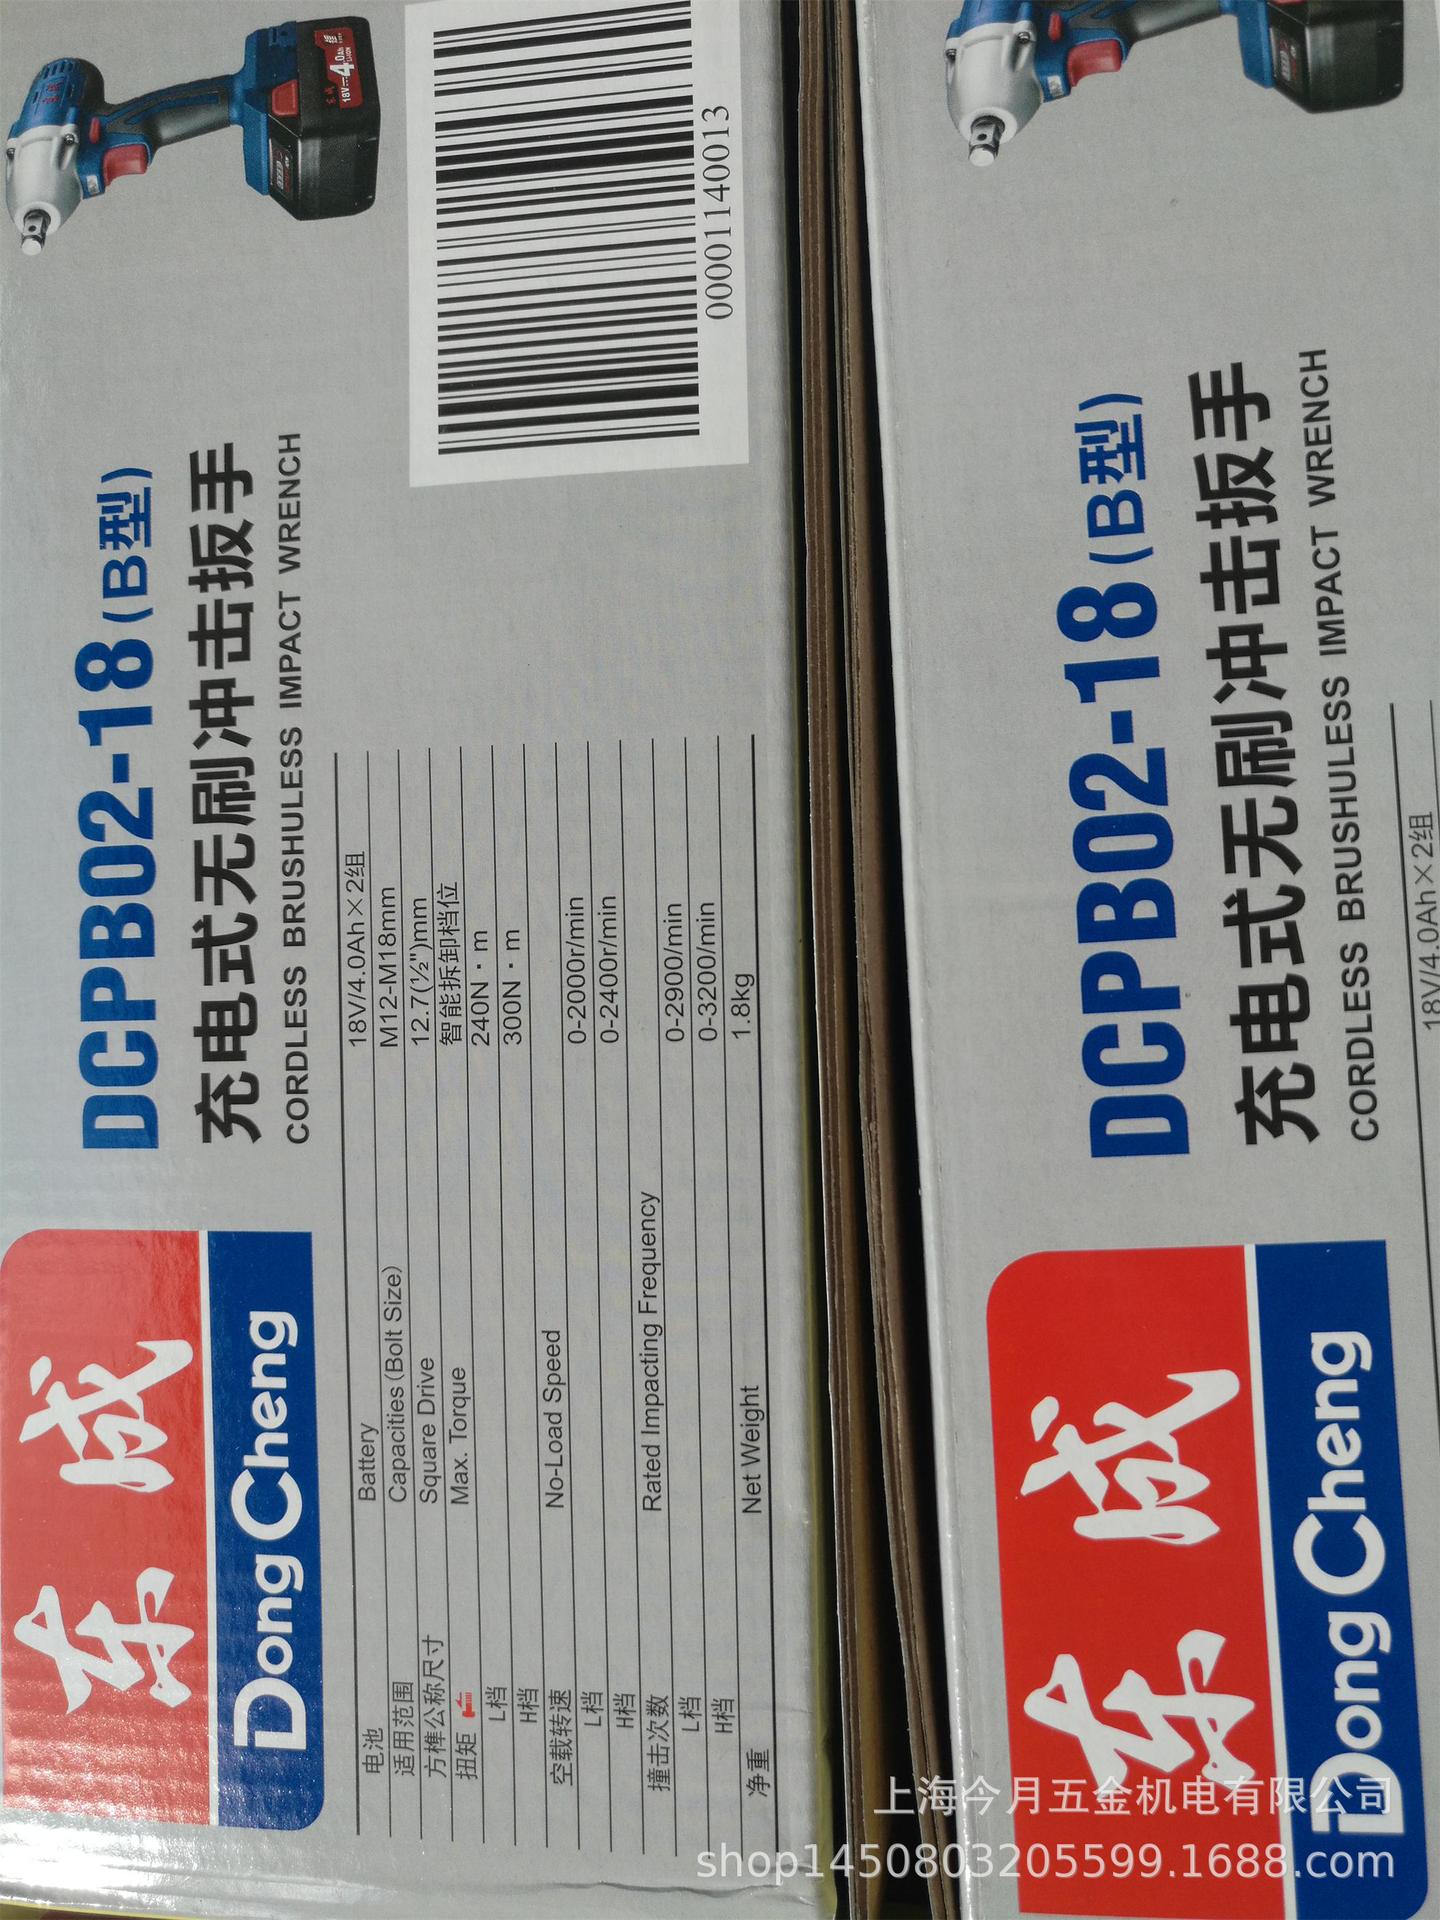 东成
DongCheng
DCPB02-18(B型)
充电式无刷冲击扳手
CORDLESS BRUSHULESS IMPACT WRENCH
18V 4.0Ah
电池 Battery 18V/4.0Ah×2组
适用范围 Capacities(Bolt Size) M12-M18mm
方榫公称尺寸 Square Drive 12.7(½")mm
扭矩 Max. Torque 智能拆卸档位
L档 240N·m
H档 300N·m
空载转速 No-Load Speed
L档 0-2000r/min
H档 0-2400r/min
撞击次数 Rated Impacting Frequency
L档 0-2900/min
H档 0-3200/min
净重 Net Weight 1.8kg
00001140013
东成
DongCheng
DCPB02-18(B型)
充电式无刷冲击扳手
CORDLESS BRUSHULESS IMPACT WRENCH
18V/4.0Ah×2组
上海今月五金机电有限公司
shop1450803205599.1688.com